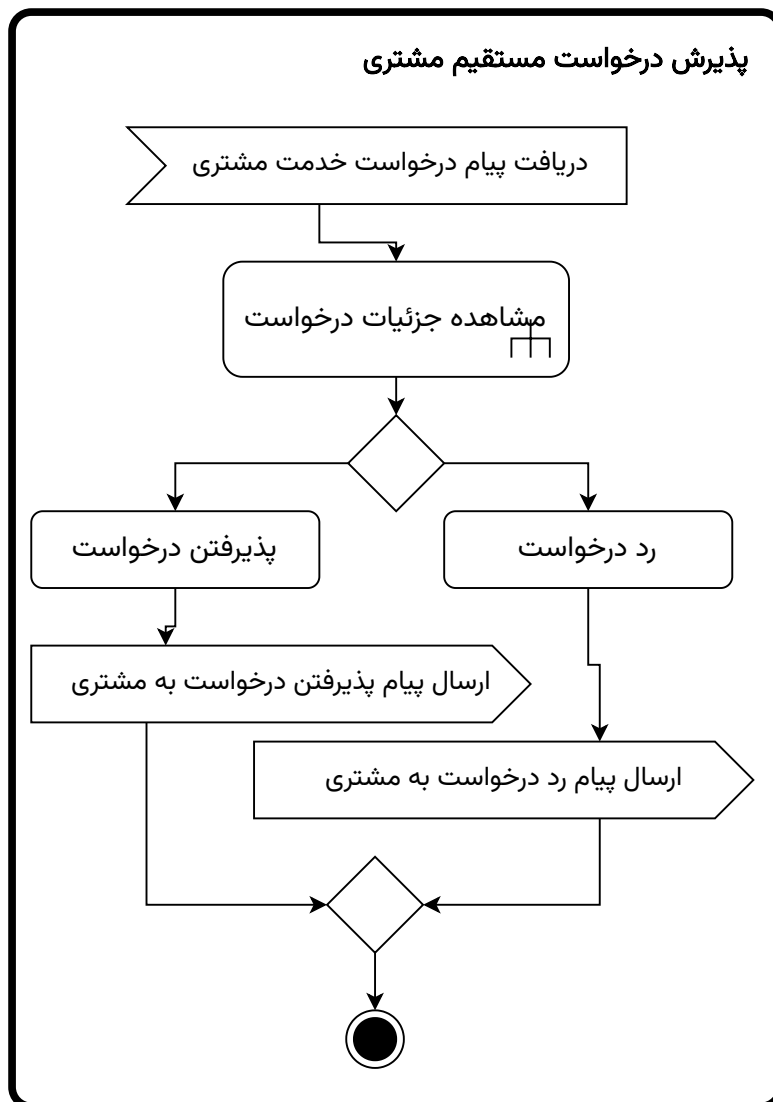 پذیرش درخواست مستقیم مشتری
دریافت پیام درخواست خدمت مشتری
مشاهده جزئیات درخواست
پذیرفتن درخواست
رد درخواست
ارسال پیام پذیرفتن درخواست به مشتری
ارسال پیام رد درخواست به مشتری